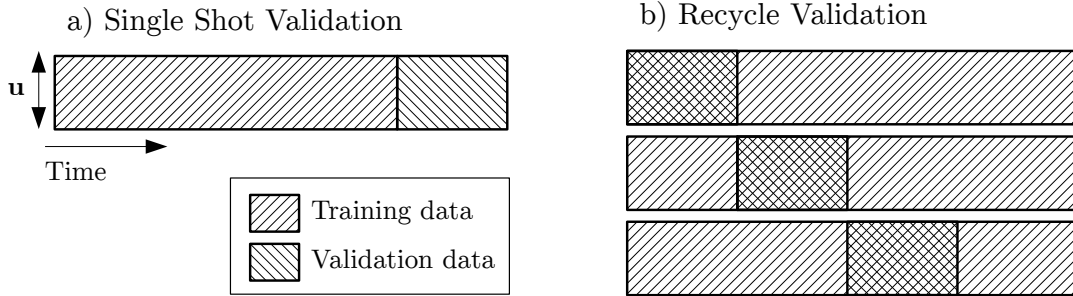 a) Single Shot Validation
u
Time
Training data
Validation data
b) Recycle Validation